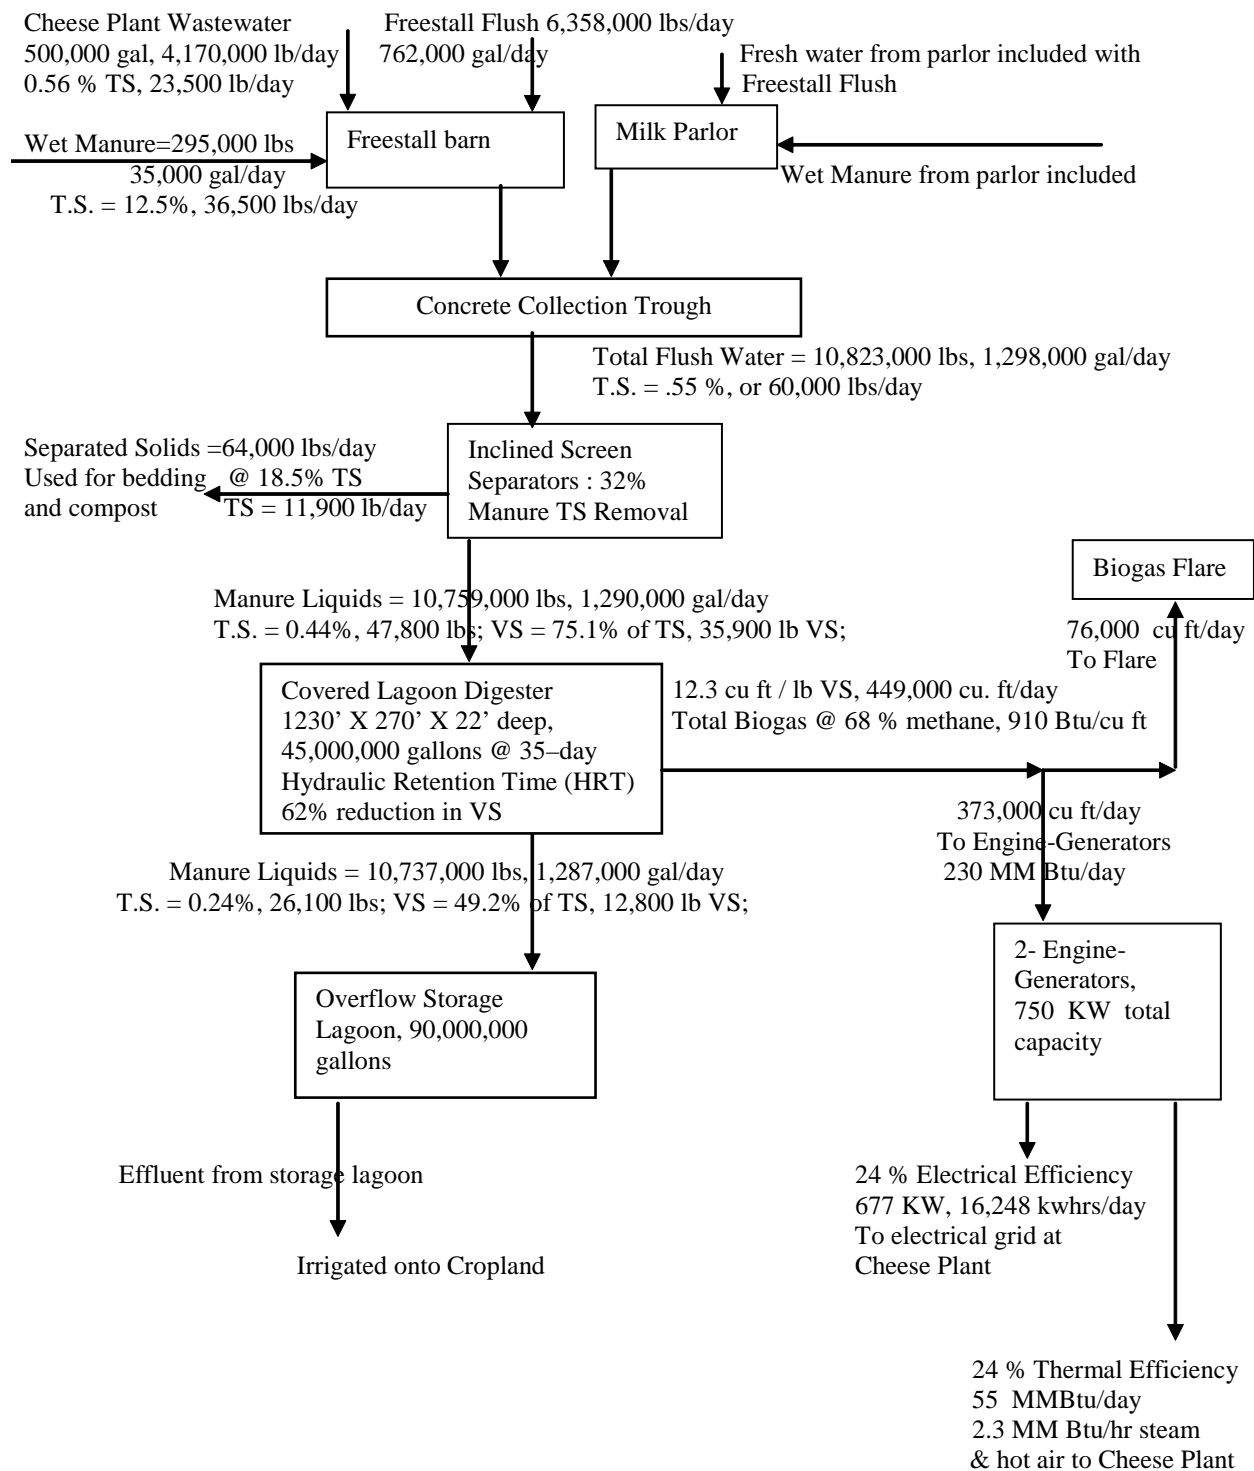 Cheese Plant Wastewater
500,000 gal, 4,170,000 lb/day
0.56 % TS, 23,500 lb/day
Freestall Flush 6,358,000 lbs/day
762,000 gal/day
Fresh water from parlor included with
Freestall Flush
Wet Manure=295,000 lbs
35,000 gal/day
T.S. = 12.5%, 36,500 lbs/day
Freestall barn
Milk Parlor
Wet Manure from parlor included
Concrete Collection Trough
Total Flush Water = 10,823,000 lbs, 1,298,000 gal/day
T.S. = .55 %, or 60,000 lbs/day
Separated Solids =64,000 lbs/day
Used for bedding @ 18.5% TS
and compost TS = 11,900 lb/day
Inclined Screen
Separators : 32%
Manure TS Removal
Biogas Flare
Manure Liquids = 10,759,000 lbs, 1,290,000 gal/day
T.S. = 0.44%, 47,800 lbs; VS = 75.1% of TS, 35,900 lb VS;
76,000 cu ft/day
To Flare
Covered Lagoon Digester
1230’ X 270’ X 22’ deep,
45,000,000 gallons @ 35–day
Hydraulic Retention Time (HRT)
62% reduction in VS
12.3 cu ft / lb VS, 449,000 cu. ft/day
Total Biogas @ 68 % methane, 910 Btu/cu ft
373,000 cu ft/day
To Engine-Generators
230 MM Btu/day
Manure Liquids = 10,737,000 lbs, 1,287,000 gal/day
T.S. = 0.24%, 26,100 lbs; VS = 49.2% of TS, 12,800 lb VS;
2- Engine-
Generators,
750 KW total
capacity
Overflow Storage
Lagoon, 90,000,000
gallons
Effluent from storage lagoon
Irrigated onto Cropland
24 % Electrical Efficiency
677 KW, 16,248 kwhrs/day
To electrical grid at
Cheese Plant
24 % Thermal Efficiency
55 MMBtu/day
2.3 MM Btu/hr steam
& hot air to Cheese Plant